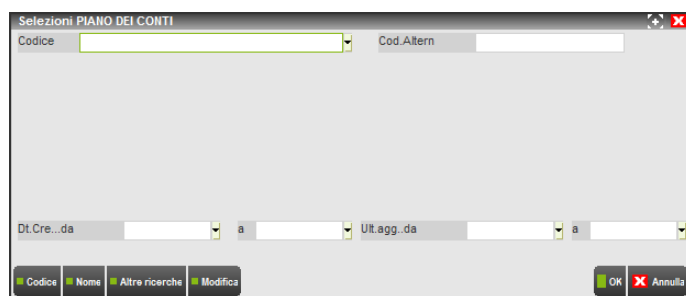 Selezioni PIANO DEI CONTI
Codice Cod.Altern
Dt.Cre...da a Ult.agg..da a
Codice Nome Altre ricerche Modifica OK Annulla